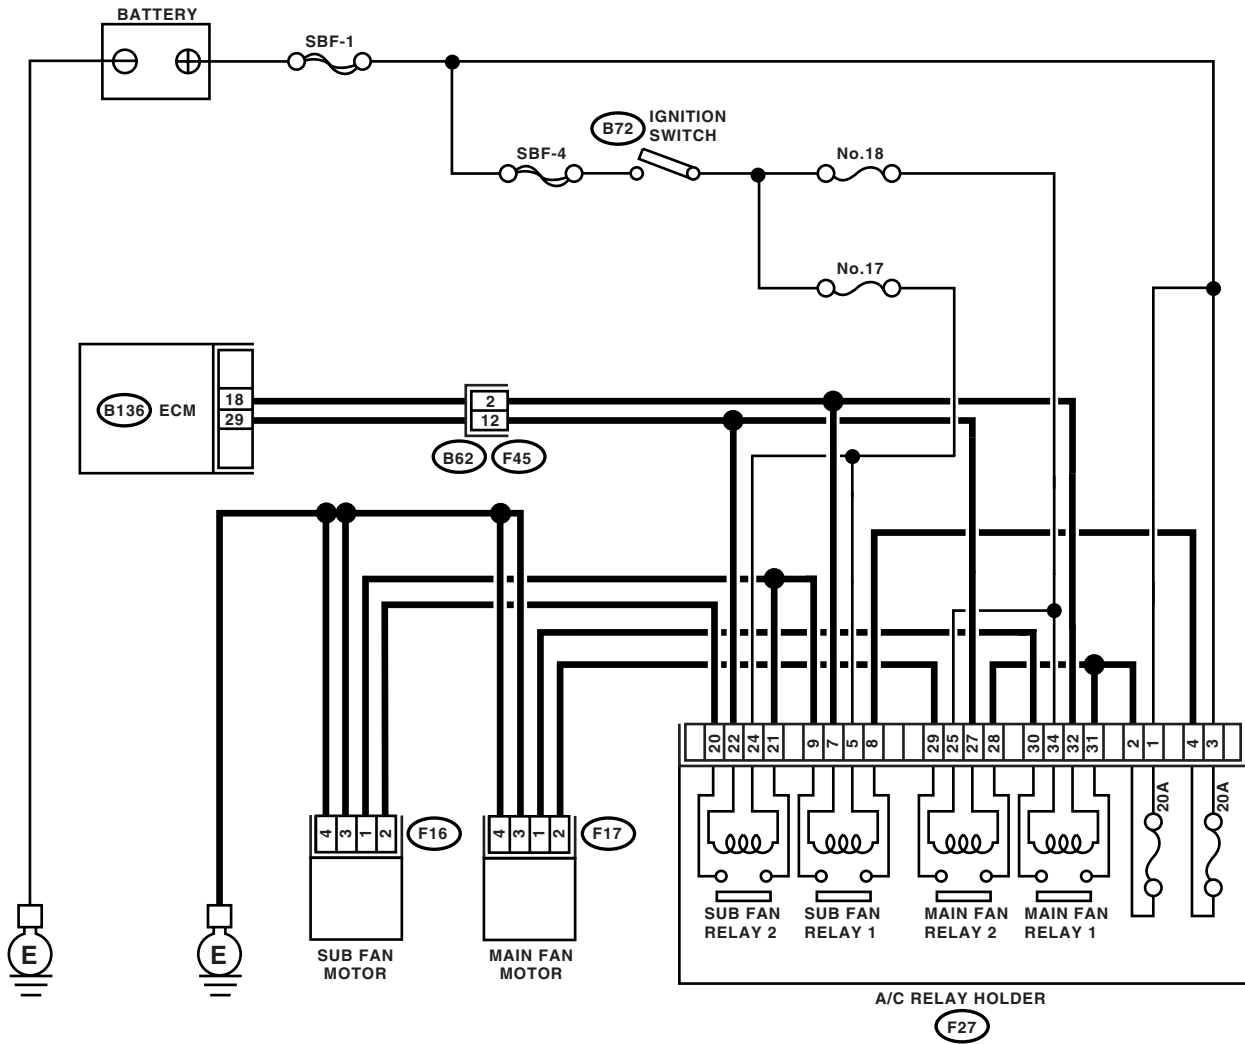 BATTERY
SBF-1
B72
IGNITION
SWITCH
SBF-4
No.18
No.17
B136 ECM
18
29
2
12
B62 F45
20 22 24 21 9 7 5 8 29 25 27 28 30 34 32 31 2 1 4 3
20A
20A
4 3 1 2
F16
4 3 1 2
F17
SUB FAN
RELAY 2
SUB FAN
RELAY 1
MAIN FAN
RELAY 2
MAIN FAN
RELAY 1
E
E
SUB FAN
MOTOR
MAIN FAN
MOTOR
A/C RELAY HOLDER
F27